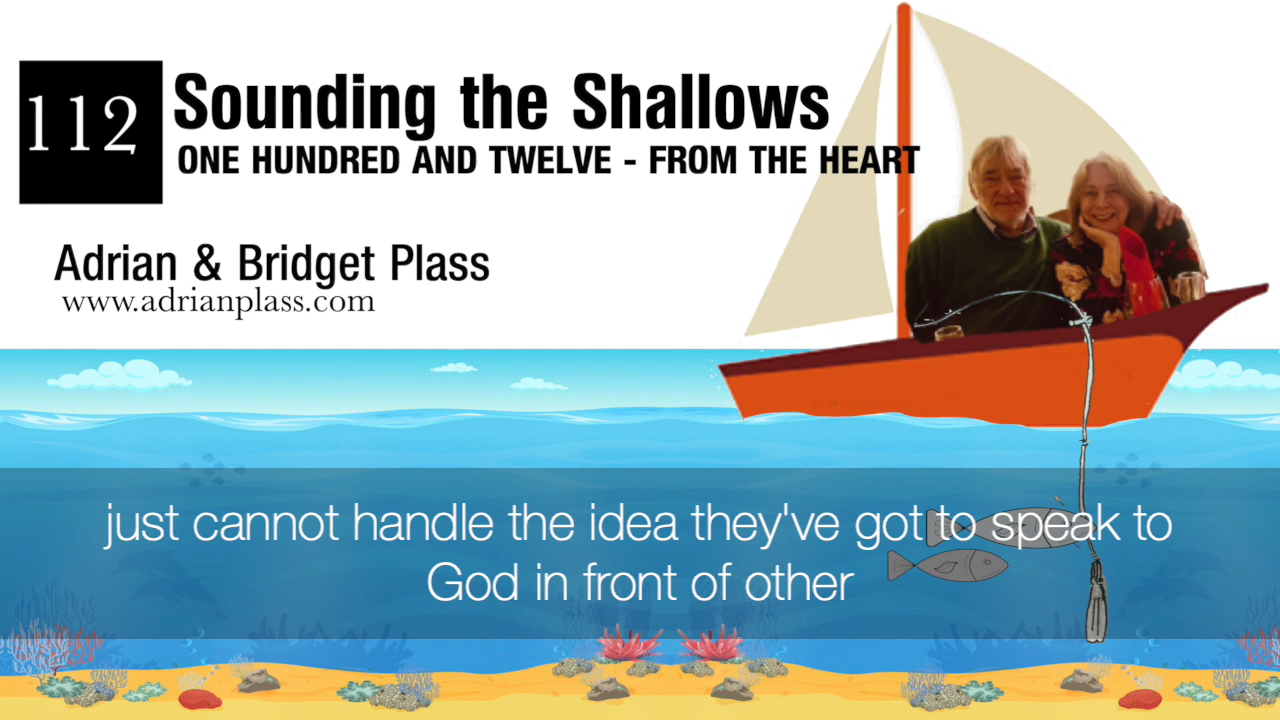 112
Sounding the Shallows
ONE HUNDRED AND TWELVE - FROM THE HEART
Adrian & Bridget Plass
www.adrianplass.com
just cannot handle the idea they've got to speak to
God in front of other